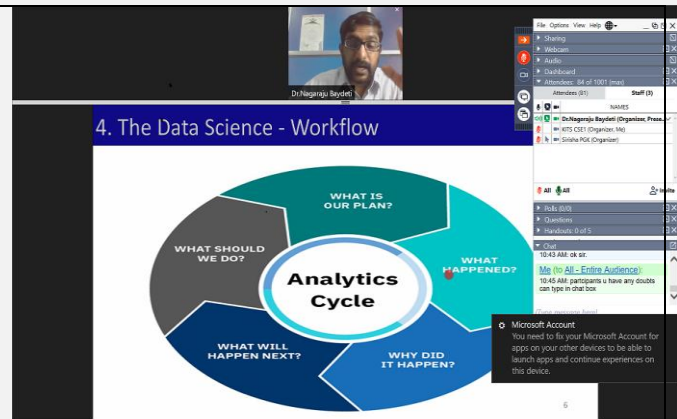 Dr.Nagaraju Baydeti
4. The Data Science - Workflow
WHAT IS
OUR PLAN?
WHAT
HAPPENED?
WHY DID
IT HAPPEN?
WHAT WILL
HAPPEN NEXT?
WHAT SHOULD
WE DO?
Analytics
Cycle
6
File Options View Help
Sharing
Webcam
Audio
Dashboard
Attendees: 84 of 1001 (max)
Attendees (81) Staff (3)
NAMES
Dr.Nagaraju Baydeti (Organizer, Prese...
KITS CSE1 (Organizer, Me)
Sirisha PGK (Organizer)
All All Invite
Polls (0/0)
Questions
Handouts: 0 of 5
Chat
10:43 AM: ok sir.
Me (to All - Entire Audience):
10:45 AM: partcipants u have any doubts
can type in chat box
[Type message here]
Microsoft Account
You need to fix your Microsoft Account for
apps on your other devices to be able to
launch apps and continue experiences on
this device.